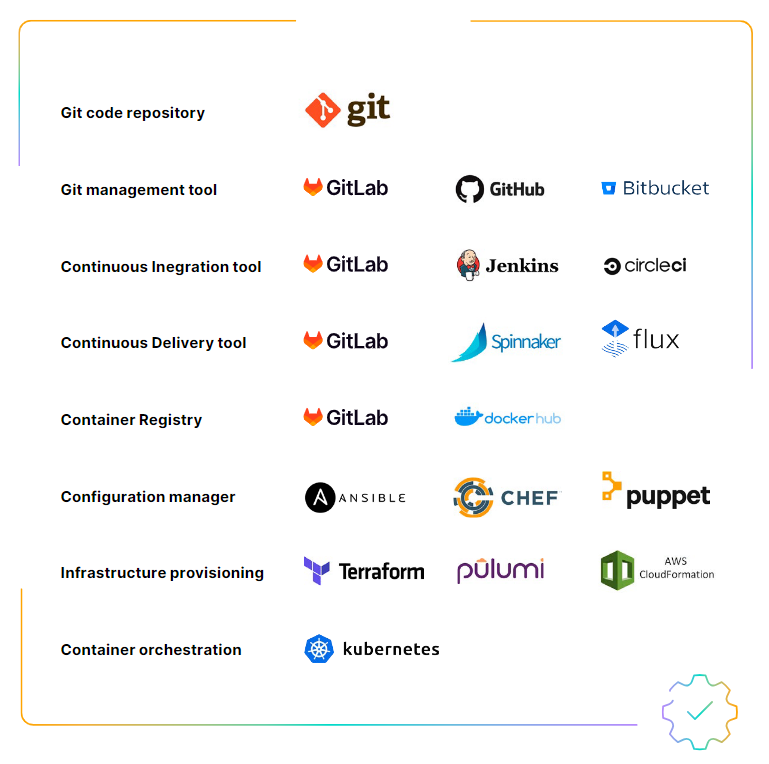 Git code repository git
Git management tool GitLab GitHub Bitbucket
Continuous Inegration tool GitLab Jenkins circleci
Continuous Delivery tool GitLab Spinnaker flux
Container Registry GitLab dockerhub
Configuration manager A ANSIBLE CHEF puppet
Infrastructure provisioning Terraform pulumi AWS
CloudFormation
Container orchestration kubernetes